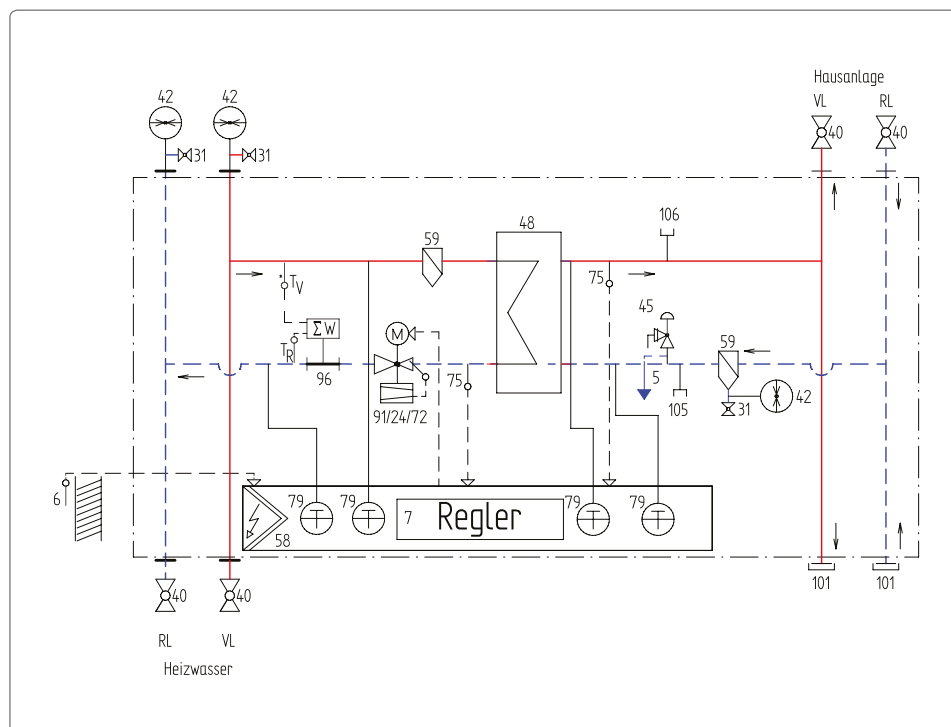 Hausanlage
VL RL
42 42
40 40
31 31
106
48
59
75
T_V
45
ΣW
M
59
T_R
96
75
5
105
31
42
91/24/72
6
79 79 7 Regler 79 79
58
40 40
101 101
RL VL
Heizwasser